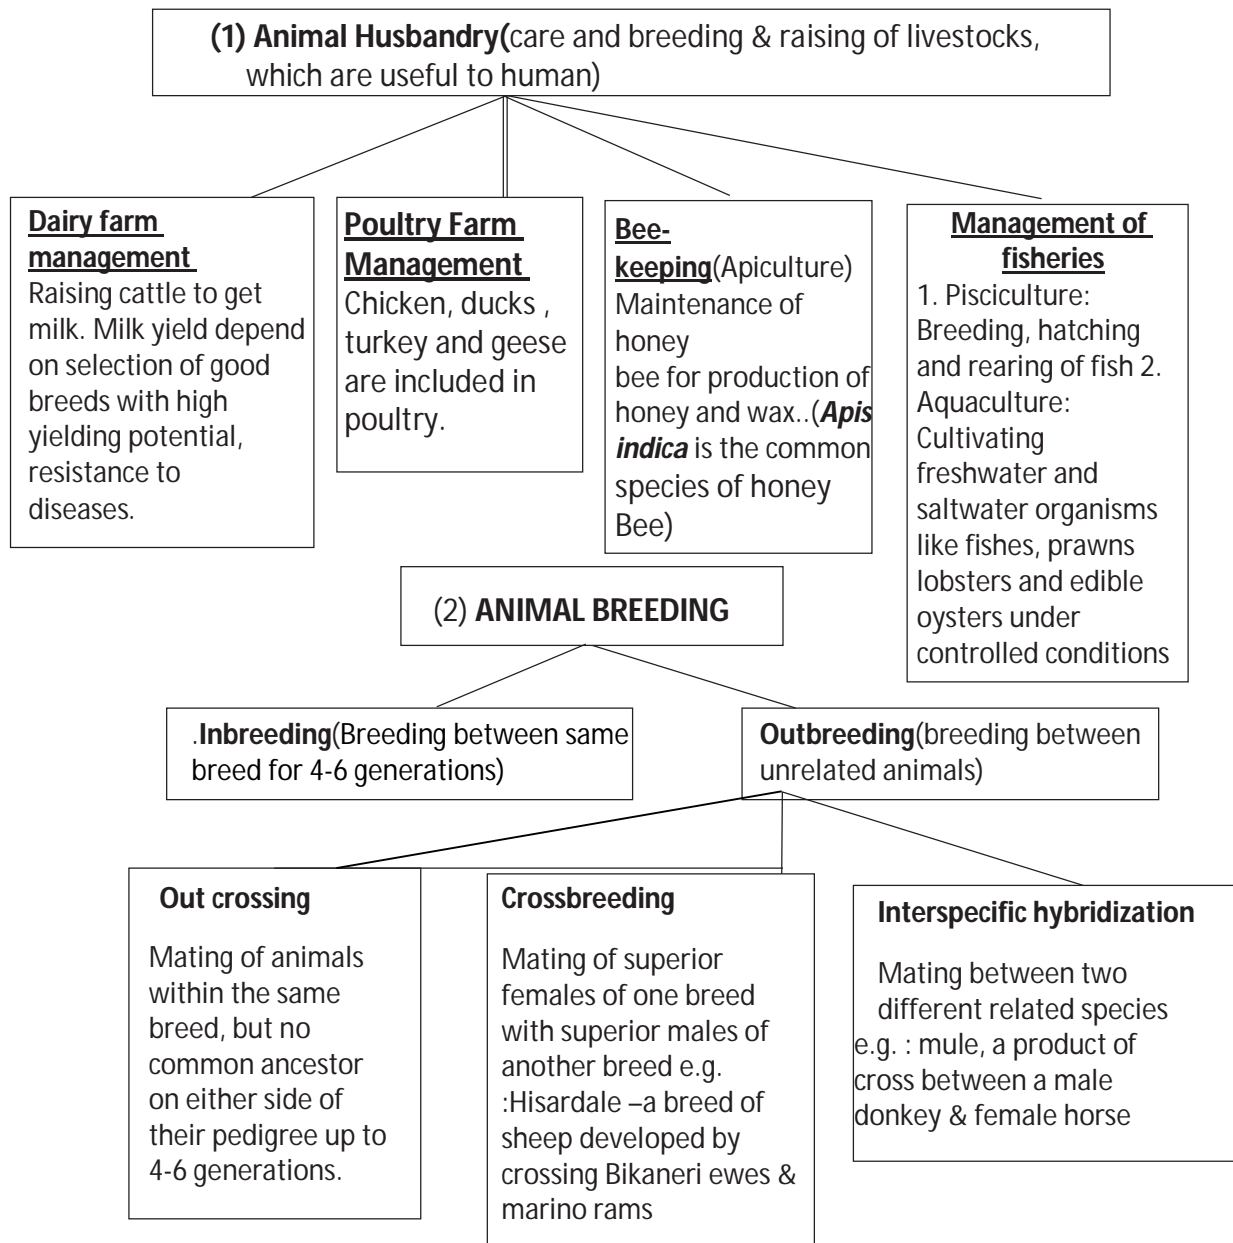 (1) Animal Husbandry(care and breeding & raising of livestocks,
which are useful to human)
Dairy farm
management
Raising cattle to get
milk. Milk yield depend
on selection of good
breeds with high
yielding potential,
resistance to
diseases.
Poultry Farm
Management
Chicken, ducks ,
turkey and geese
are included in
poultry.
Bee-
keeping(Apiculture)
Maintenance of
honey
bee for production of
honey and wax..(Apis
indica is the common
species of honey
Bee)
Management of
fisheries
1. Pisciculture:
Breeding, hatching
and rearing of fish 2.
Aquaculture:
Cultivating
freshwater and
saltwater organisms
like fishes, prawns
lobsters and edible
oysters under
controlled conditions
(2) ANIMAL BREEDING
.Inbreeding(Breeding between same
breed for 4-6 generations)
Outbreeding(breeding between
unrelated animals)
Out crossing
Mating of animals
within the same
breed, but no
common ancestor
on either side of
their pedigree up to
4-6 generations.
Crossbreeding
Mating of superior
females of one breed
with superior males of
another breed e.g.
:Hisardale –a breed of
sheep developed by
crossing Bikaneri ewes &
marino rams
Interspecific hybridization
Mating between two
different related species
e.g. : mule, a product of
cross between a male
donkey & female horse